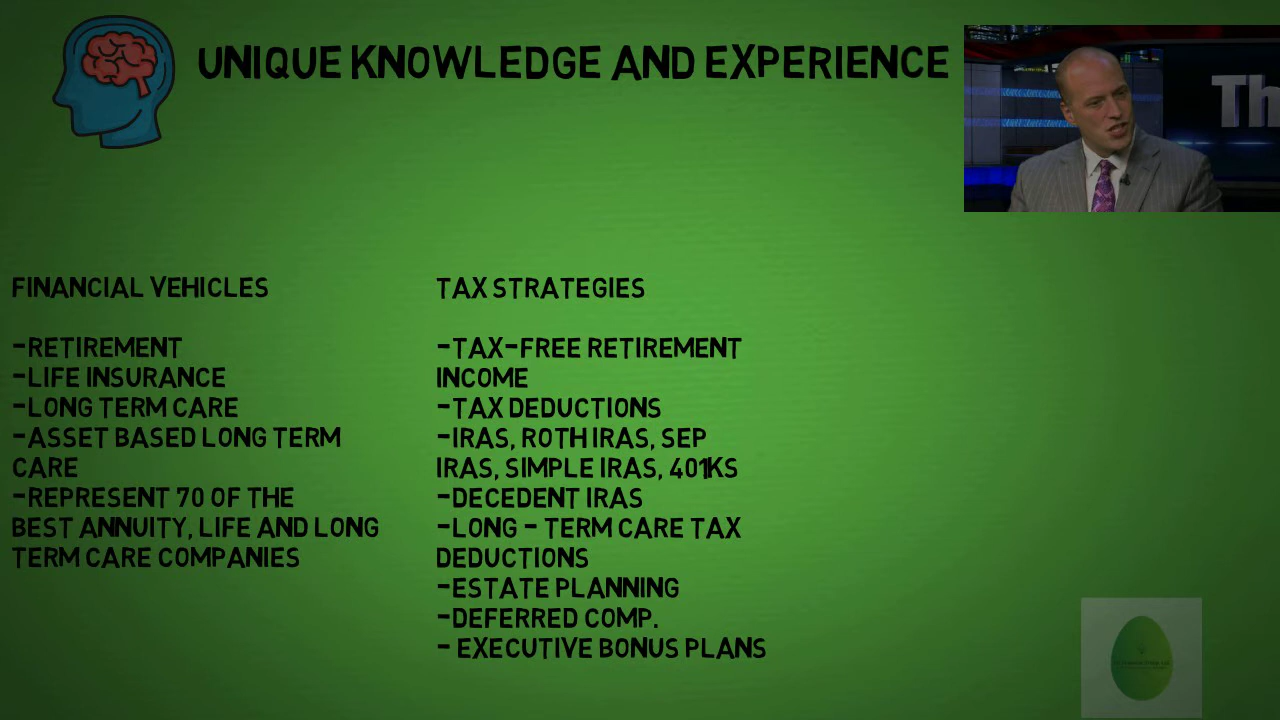 UNIQUE KNOWLEDGE AND EXPERIENCE
Th
FINANCIAL VEHICLES
-RETIREMENT
-LIFE INSURANCE
-LONG TERM CARE
-ASSET BASED LONG TERM
CARE
-REPRESENT 70 OF THE
BEST ANNUITY, LIFE AND LONG
TERM CARE COMPANIES
TAX STRATEGIES
-TAX-FREE RETIREMENT
INCOME
-TAX DEDUCTIONS
-IRAS, ROTH IRAS, SEP
IRAS, SIMPLE IRAS, 401KS
-DECEDENT IRAS
-LONG - TERM CARE TAX
DEDUCTIONS
-ESTATE PLANNING
-DEFERRED COMP.
- EXECUTIVE BONUS PLANS